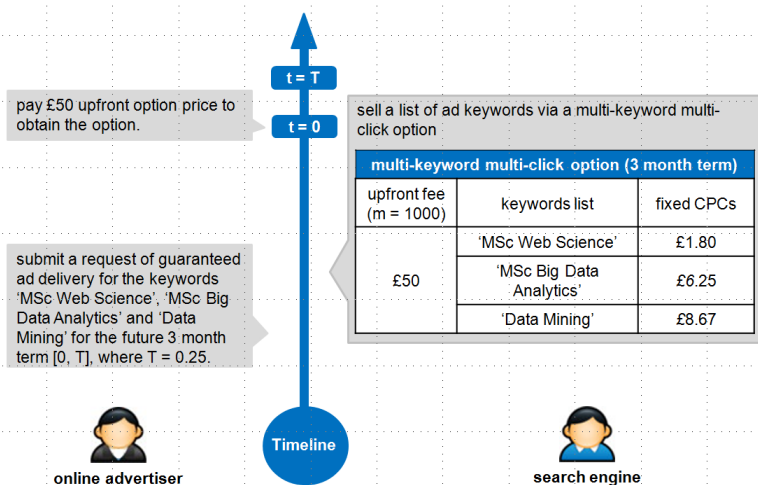 t = T
pay £50 upfront option price to
obtain the option.
t = 0
sell a list of ad keywords via a multi-keyword multi-
click option
multi-keyword multi-click option (3 month term)
upfront fee
(m = 1000)
keywords list
fixed CPCs
£50
'MSc Web Science'
£1.80
'MSc Big Data
Analytics'
£6.25
'Data Mining'
£8.67
submit a request of guaranteed
ad delivery for the keywords
'MSc Web Science', 'MSc Big
Data Analytics' and 'Data
Mining' for the future 3 month
term [0, T], where T = 0.25.
Timeline
online advertiser
search engine